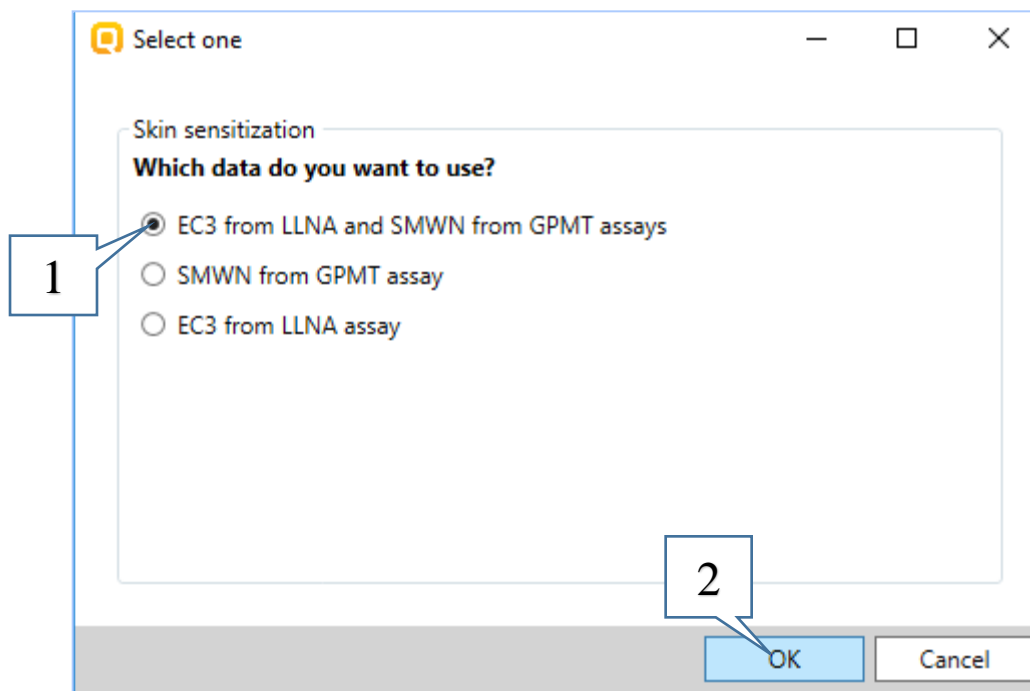 Select one
Skin sensitization
Which data do you want to use?
EC3 from LLNA and SMWN from GPMT assays
1
SMWN from GPMT assay
EC3 from LLNA assay
2
OK
Cancel